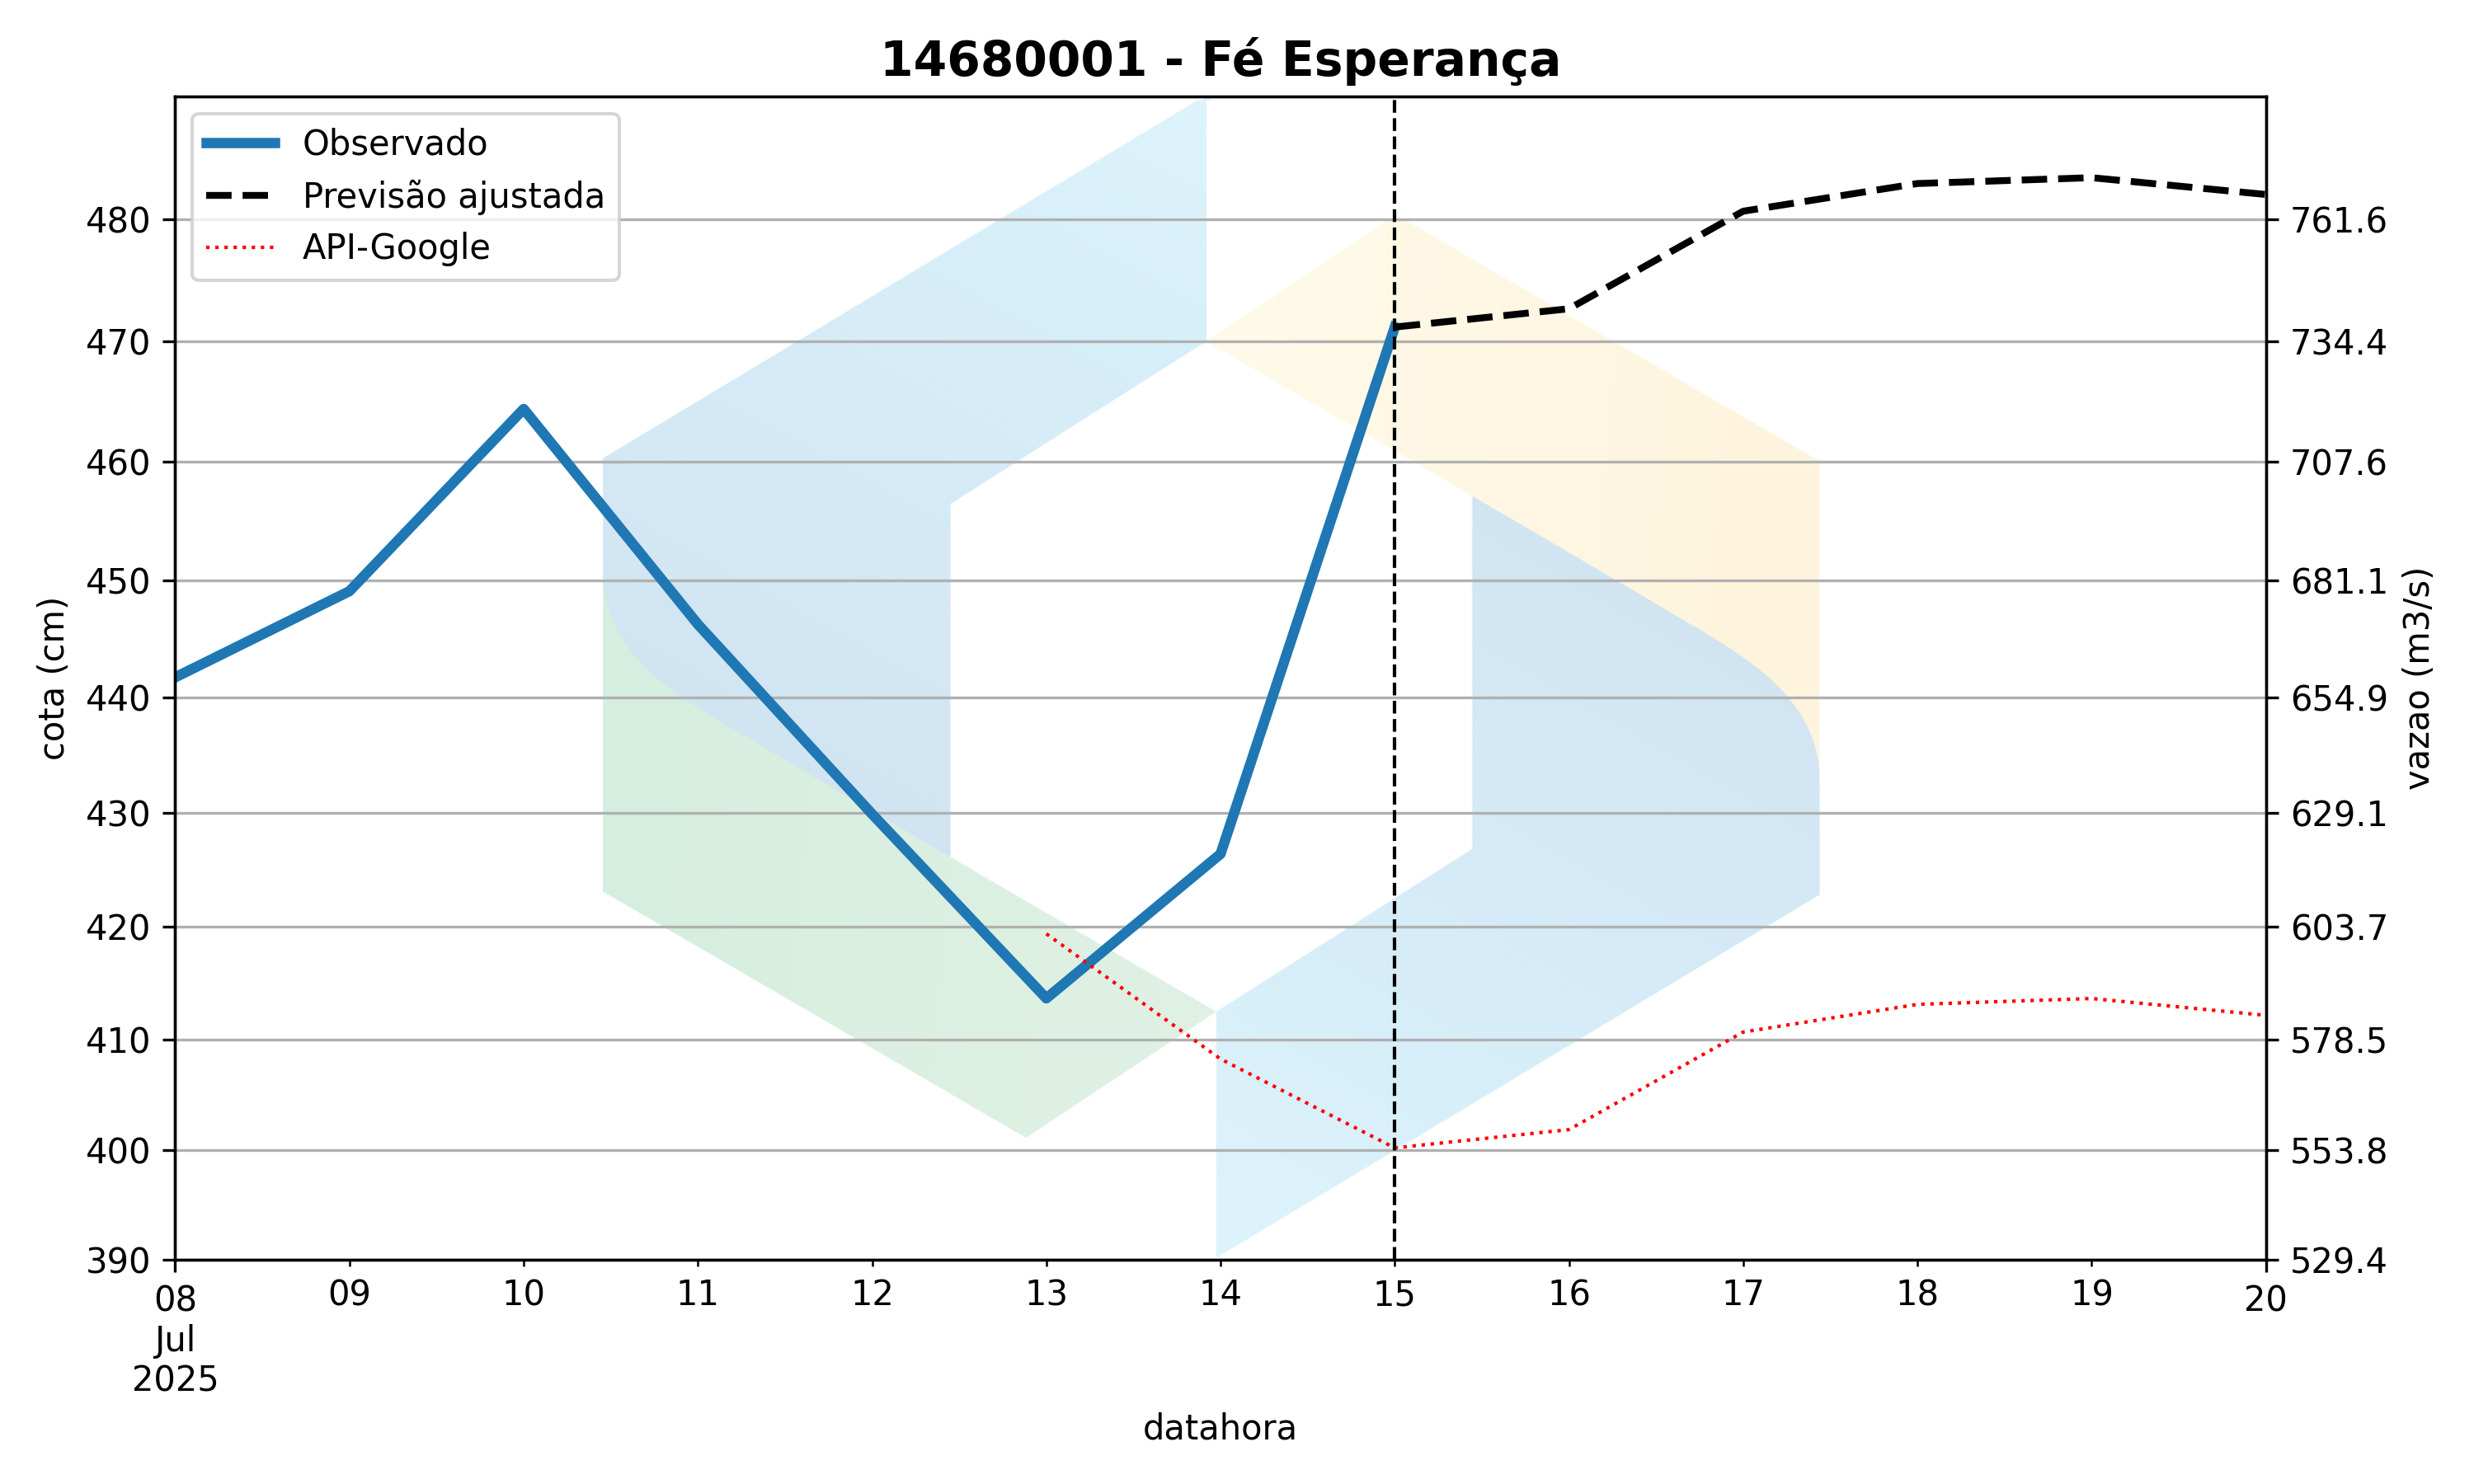 14680001 - Fé Esperança
Observado
Previsão ajustada
API-Google
480
470
460
450
440
430
420
410
400
390
cota (cm)
761.6
734.4
707.6
681.1
654.9
629.1
603.7
578.5
553.8
529.4
vazao (m3/s)
08 09 10 11 12 13 14 15 16 17 18 19 20
Jul
2025
datahora